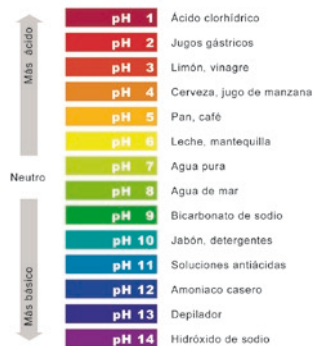 Más ácido
pH 1 Ácido clorhídrico
pH 2 Jugos gástricos
pH 3 Limón, vinagre
pH 4 Cerveza, jugo de manzana
pH 5 Pan, café
pH 6 Leche, mantequilla
pH 7 Agua pura
Neutro
pH 8 Agua de mar
pH 9 Bicarbonato de sodio
pH 10 Jabón, detergentes
pH 11 Soluciones antiácidas
pH 12 Amoniaco casero
pH 13 Depilador
pH 14 Hidróxido de sodio
Más básico